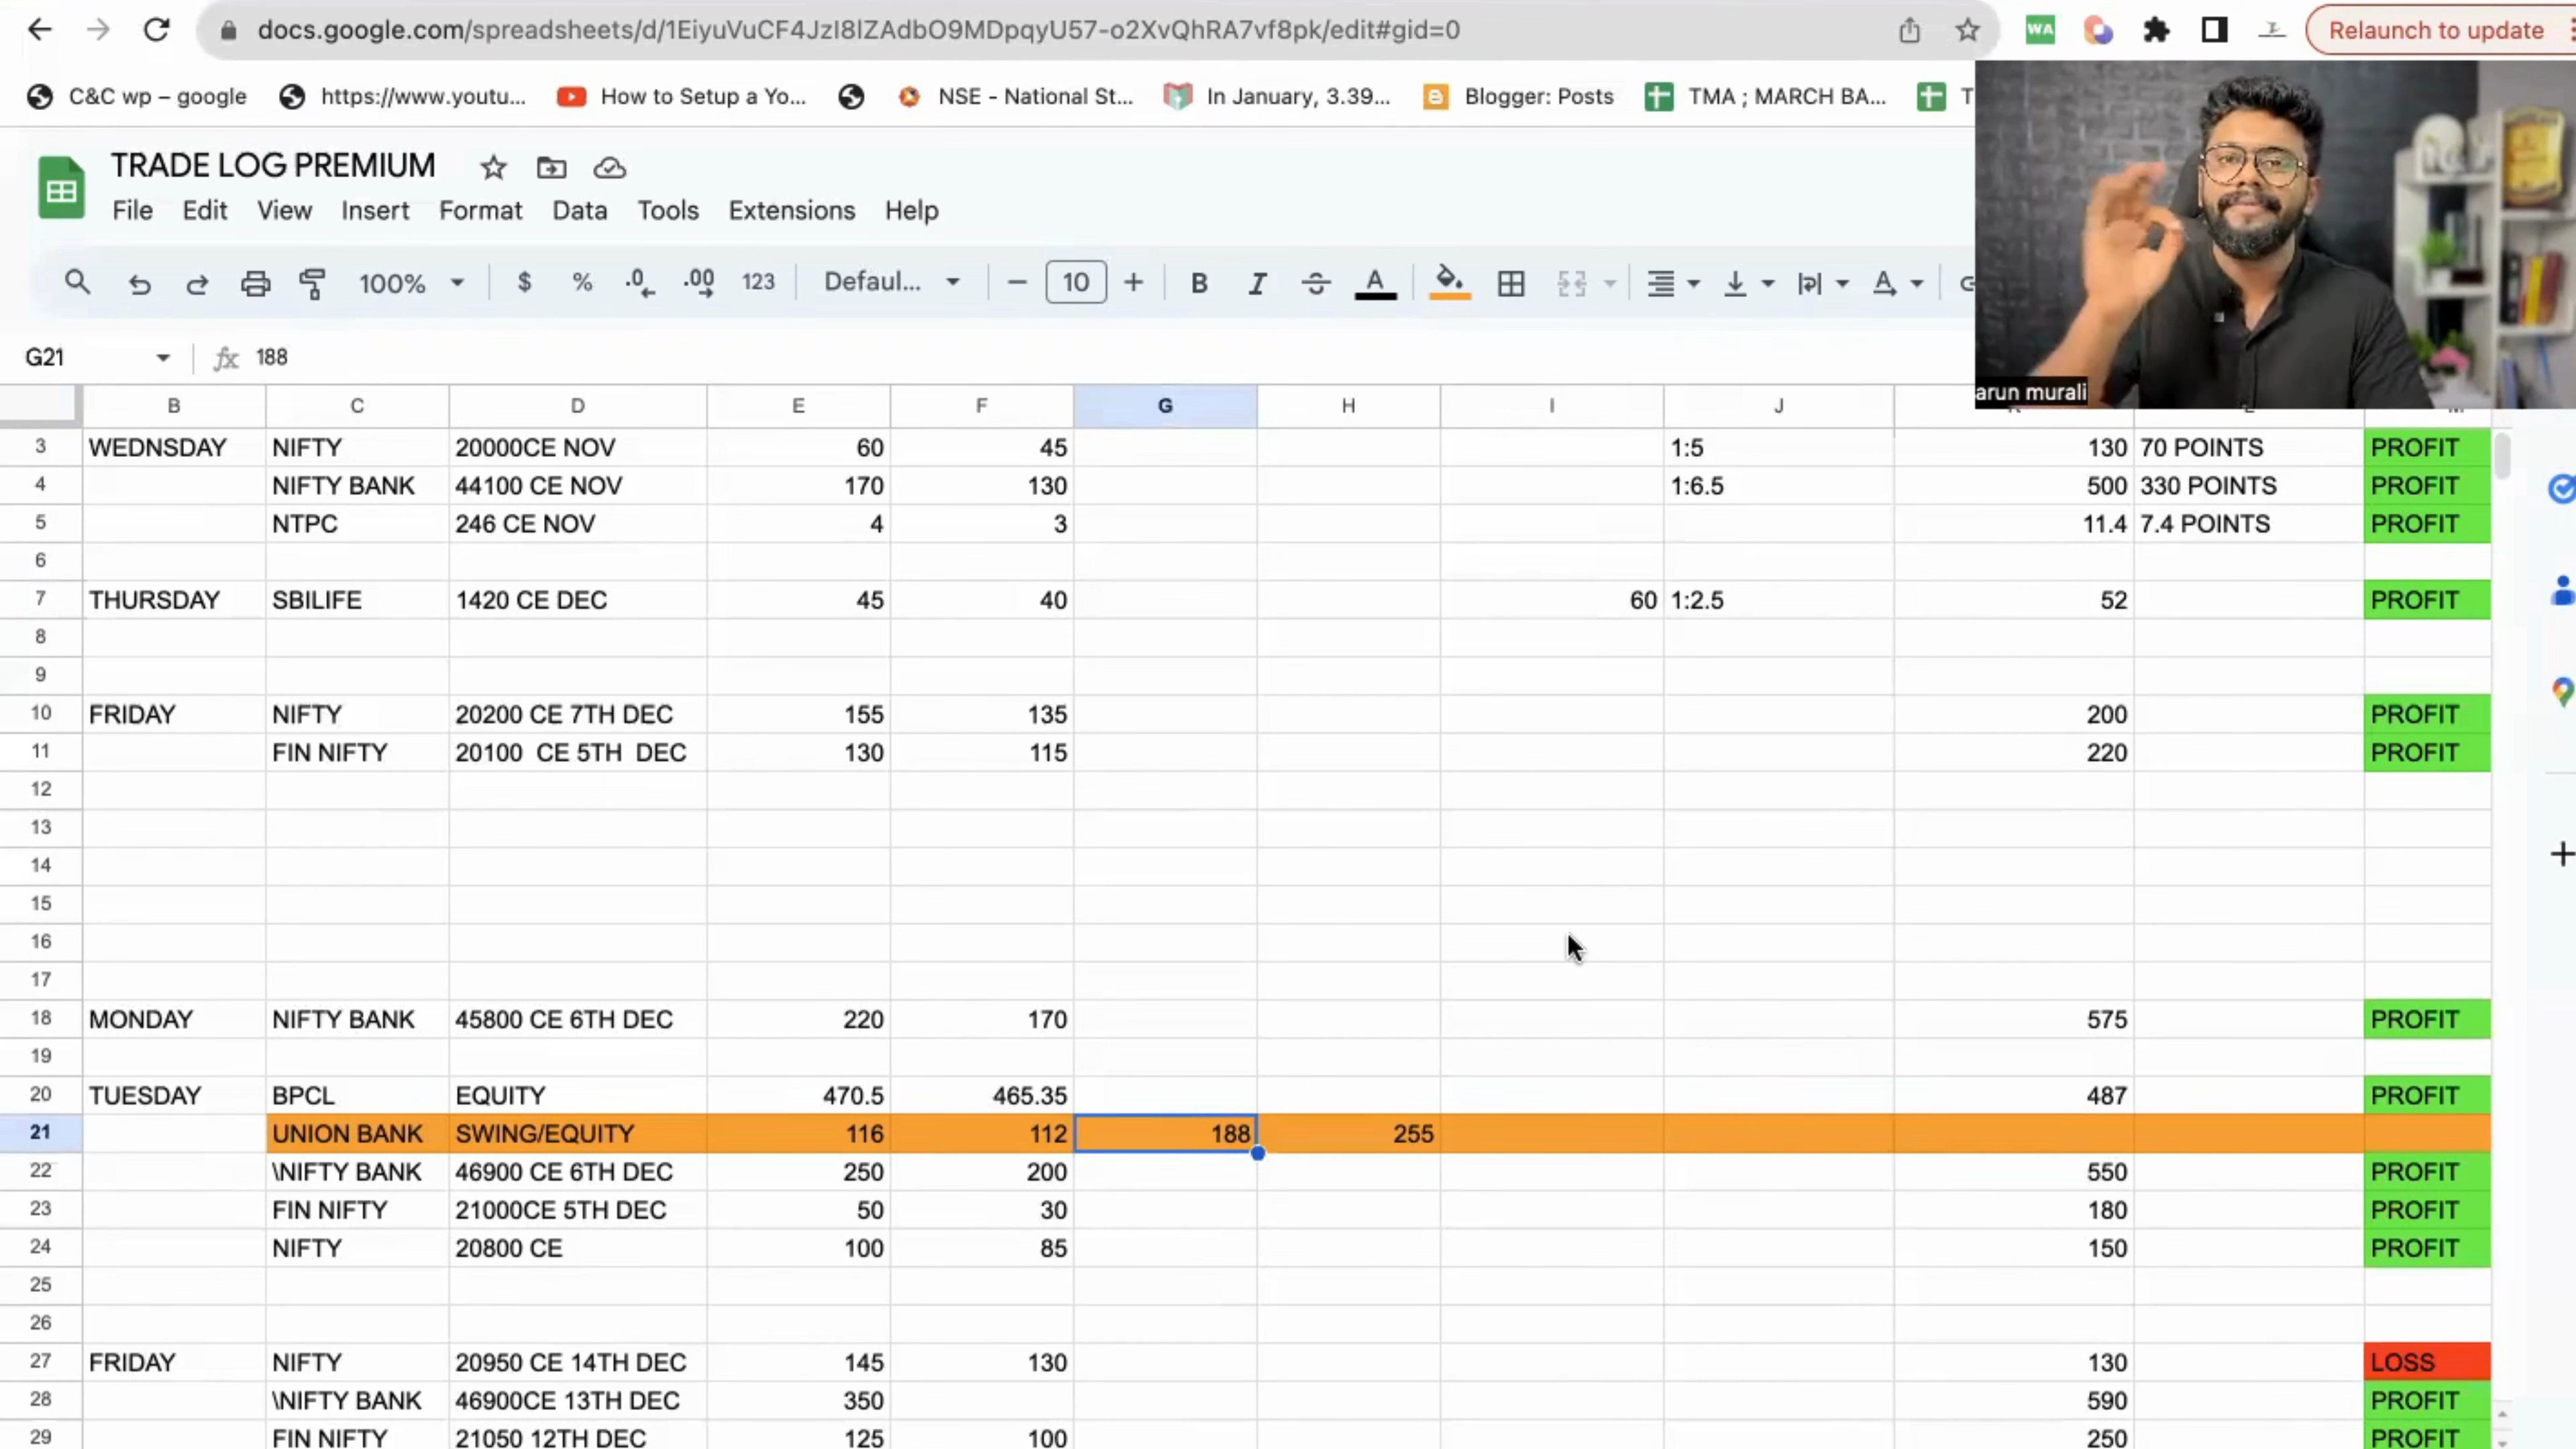 docs.google.com/spreadsheets/d/1EiyuVuCF4JzI8lZAdbO9MDpqyU57-o2XvQhRA7vf8pk/edit#gid=0
WA
Relaunch to update
C&C wp – google
https://www.youtu...
How to Setup a Yo...
NSE - National St...
In January, 3.39...
Blogger: Posts
TMA ; MARCH BA...
T
TRADE LOG PREMIUM
File Edit View Insert Format Data Tools Extensions Help
100% $ % .0 .00 123 Defaul... 10 B I A
G21 fx 188
arun murali
B C D E F G H I J
3 WEDNSDAY NIFTY 20000CE NOV 60 45 1:5 130 70 POINTS PROFIT
4 NIFTY BANK 44100 CE NOV 170 130 1:6.5 500 330 POINTS PROFIT
5 NTPC 246 CE NOV 4 3 11.4 7.4 POINTS PROFIT
6
7 THURSDAY SBILIFE 1420 CE DEC 45 40 60 1:2.5 52 PROFIT
8
9
10 FRIDAY NIFTY 20200 CE 7TH DEC 155 135 200 PROFIT
11 FIN NIFTY 20100 CE 5TH DEC 130 115 220 PROFIT
12
13
14
15
16
17
18 MONDAY NIFTY BANK 45800 CE 6TH DEC 220 170 575 PROFIT
19
20 TUESDAY BPCL EQUITY 470.5 465.35 487 PROFIT
21 UNION BANK SWING/EQUITY 116 112 188 255
22 \NIFTY BANK 46900 CE 6TH DEC 250 200 550 PROFIT
23 FIN NIFTY 21000CE 5TH DEC 50 30 180 PROFIT
24 NIFTY 20800 CE 100 85 150 PROFIT
25
26
27 FRIDAY NIFTY 20950 CE 14TH DEC 145 130 130 LOSS
28 \NIFTY BANK 46900CE 13TH DEC 350 590 PROFIT
29 FIN NIFTY 21050 12TH DEC 125 100 250 PROFIT